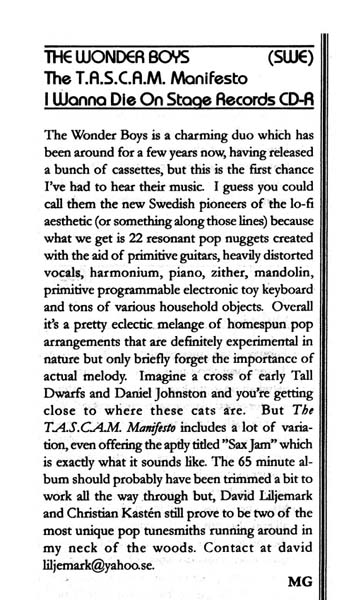 THE WONDER BOYS (SWE)
The T.A.S.C.A.M. Manifesto
I Wanna Die On Stage Records CD-R
The Wonder Boys is a charming duo which has
been around for a few years now, having released
a bunch of cassettes, but this is the first chance
I've had to hear their music. I guess you could
call them the new Swedish pioneers of the lo-fi
aesthetic (or something along those lines) because
what we get is 22 resonant pop nuggets created
with the aid of primitive guitars, heavily distorted
vocals, harmonium, piano, zither, mandolin,
primitive programmable electronic toy keyboard
and tons of various household objects. Overall
it's a pretty eclectic melange of homespun pop
arrangements that are definitely experimental in
nature but only briefly forget the importance of
actual melody. Imagine a cross of early Tall
Dwarfs and Daniel Johnston and you're getting
close to where these cats are. But The
T.A.S.C.A.M. Manifesto includes a lot of varia-
tion, even offering the aptly titled "Sax Jam" which
is exactly what it sounds like. The 65 minute al-
bum should probably have been trimmed a bit to
work all the way through but, David Liljemark
and Christian Kastén still prove to be two of the
most unique pop tunesmiths running around in
my neck of the woods. Contact at david
liljemark@yahoo.se.
MG